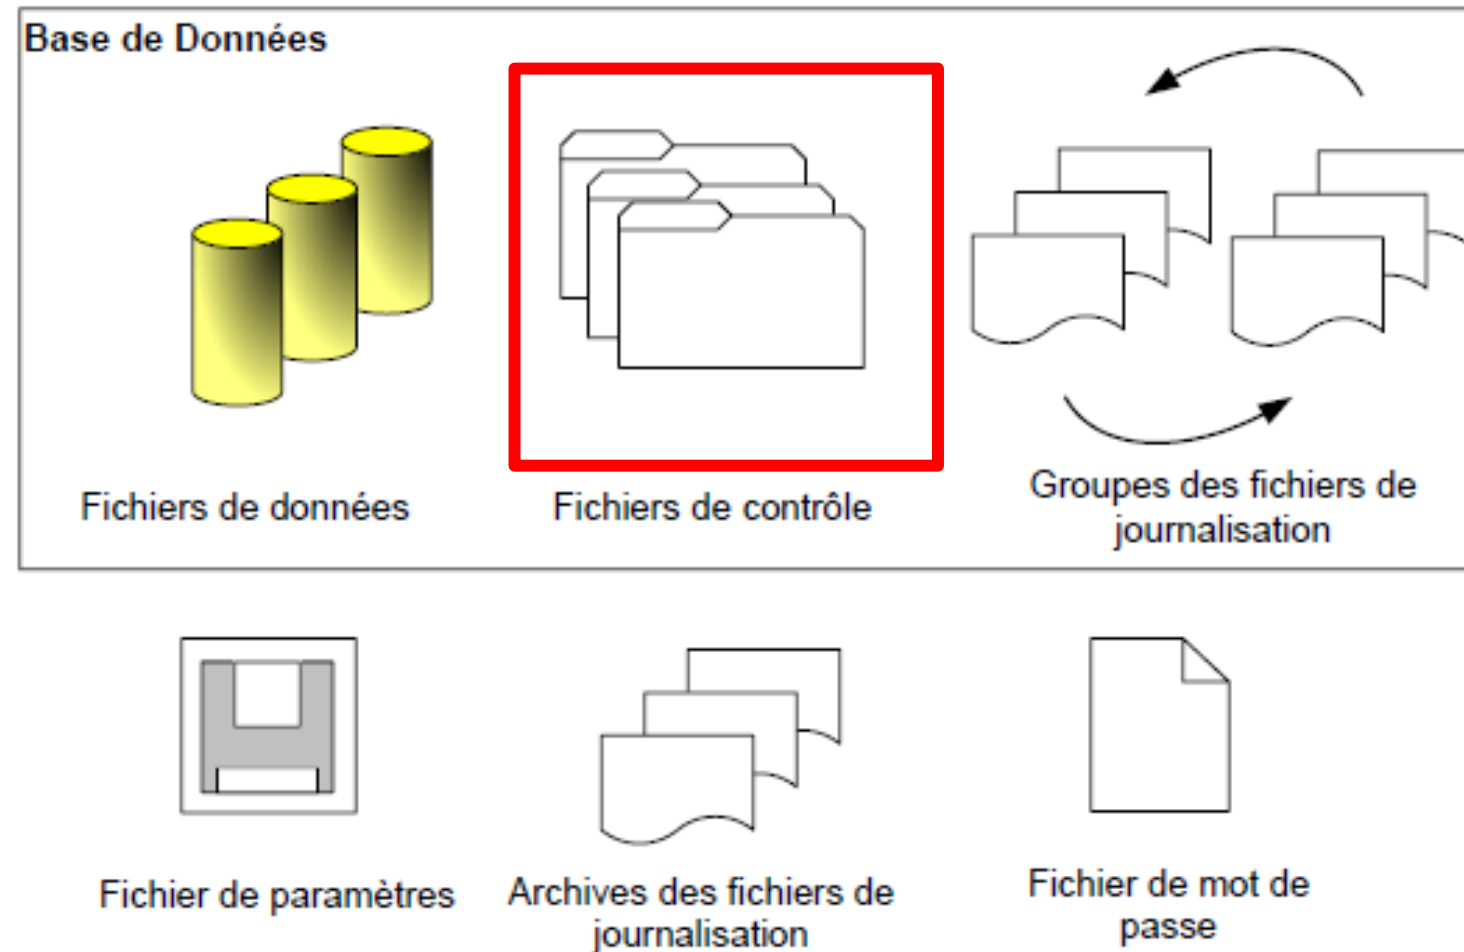 Base de Données
Fichiers de données
Fichiers de contrôle
Groupes des fichiers de
journalisation
Fichier de paramètres
Archives des fichiers de
journalisation
Fichier de mot de
passe